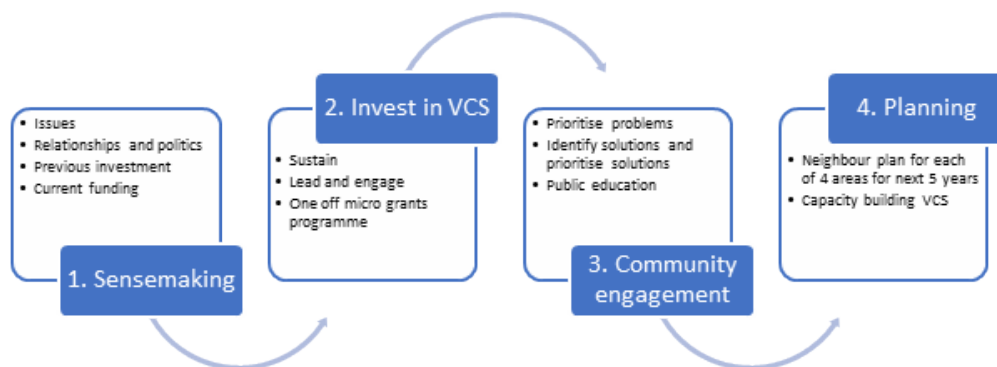 • Issues
• Relationships and politics
• Previous investment
• Current funding
1. Sensemaking
2. Invest in VCS
• Sustain
• Lead and engage
• One off micro grants
programme
• Prioritise problems
• Identify solutions and
prioritise solutions
• Public education
3. Community
engagement
4. Planning
• Neighbour plan for each
of 4 areas for next 5 years
• Capacity building VCS